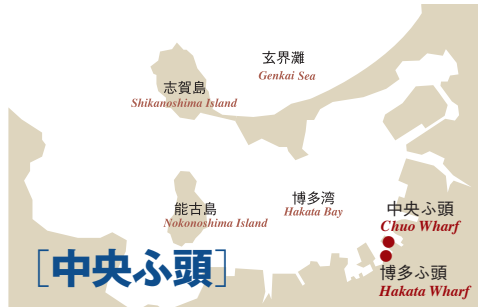 玄界灘
Genkai Sea
志賀島
Shikanoshima Island
能古島
Nokonoshima Island
博多湾
Hakata Bay
中央ふ頭
Chuo Wharf
博多ふ頭
Hakata Wharf
［中央ふ頭］